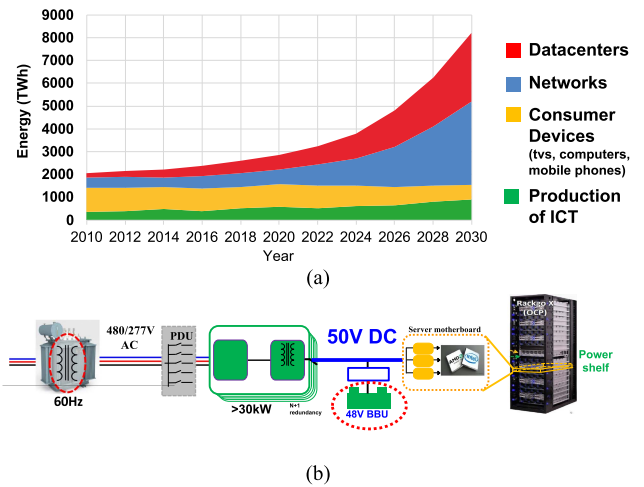 9000
8000
7000
6000
5000
4000
3000
2000
1000
0
Energy (TWh)
2010 2012 2014 2016 2018 2020 2022 2024 2026 2028 2030
Year
Datacenters
Networks
Consumer
Devices
(tvs, computers,
mobile phones)
Production
of ICT
(a)
480/277V
AC
60Hz
PDU
>30kW
N+1
redundancy
50V DC
48V BBU
Server motherboard
AMD
intel
Rackgo X
(OCP)
Power
shelf
(b)